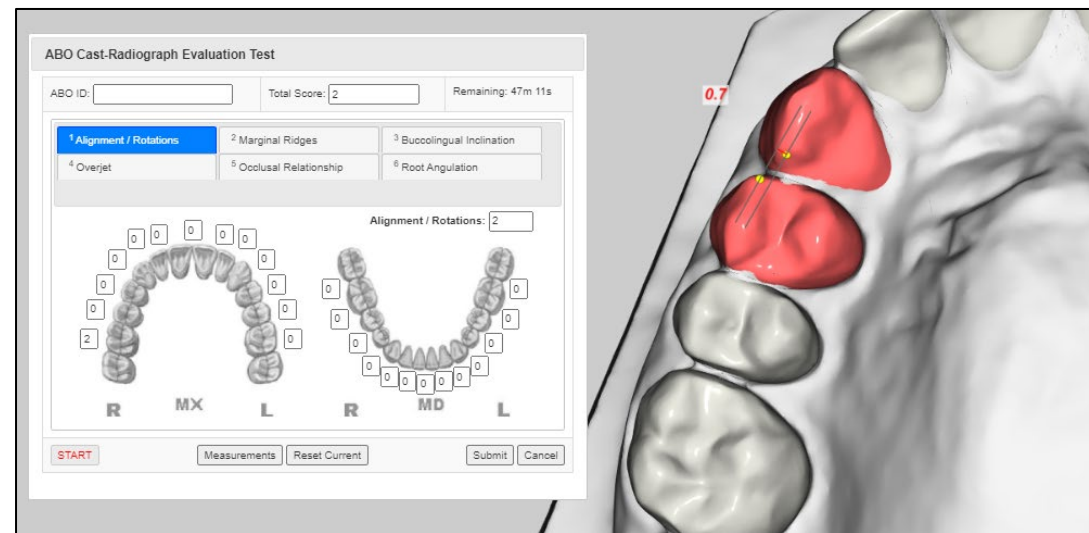 ABO Cast-Radiograph Evaluation Test
ABO ID: Total Score: 2 Remaining: 47m 11s
1 Alignment / Rotations 2 Marginal Ridges 3 Buccolingual Inclination
4 Overjet 5 Occlusal Relationship 6 Root Angulation
Alignment / Rotations: 2
0 0 0 0 0
0 0
0 0 0 0
0 0 0 0
2 0 0 0
0 0 0 0 0 0 0
R MX L R MD L
START Measurements Reset Current Submit Cancel
0.7